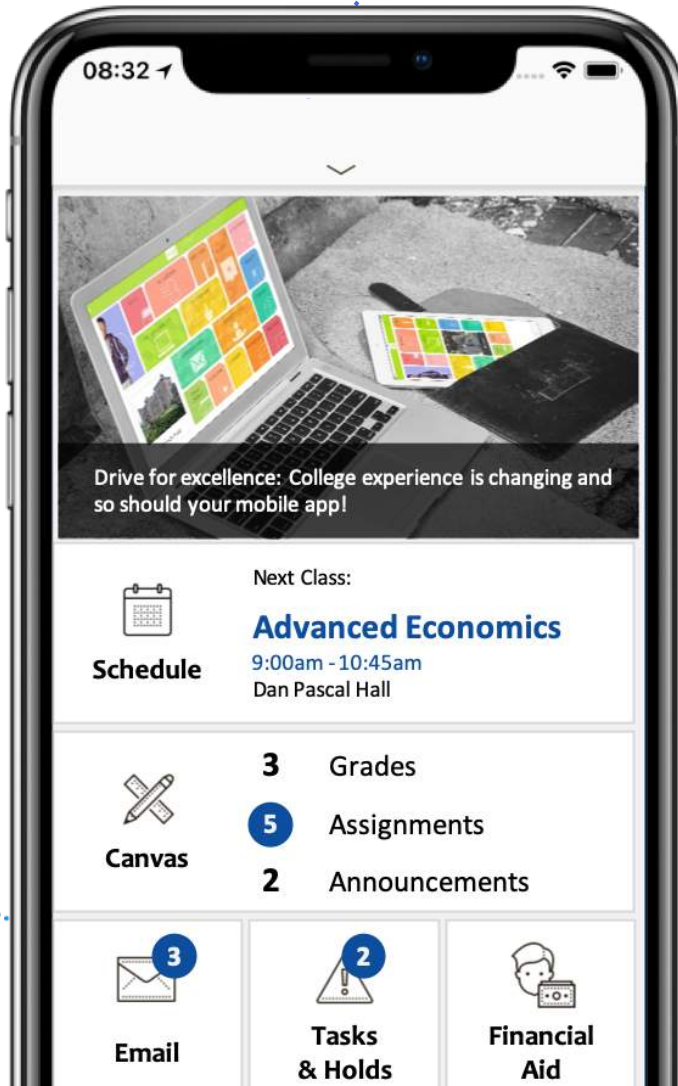 08:32
Drive for excellence: College experience is changing and
so should your mobile app!
Schedule
Next Class:
Advanced Economics
9:00am - 10:45am
Dan Pascal Hall
Canvas
3 Grades
5 Assignments
2 Announcements
3
Email
2
Tasks
& Holds
Financial
Aid